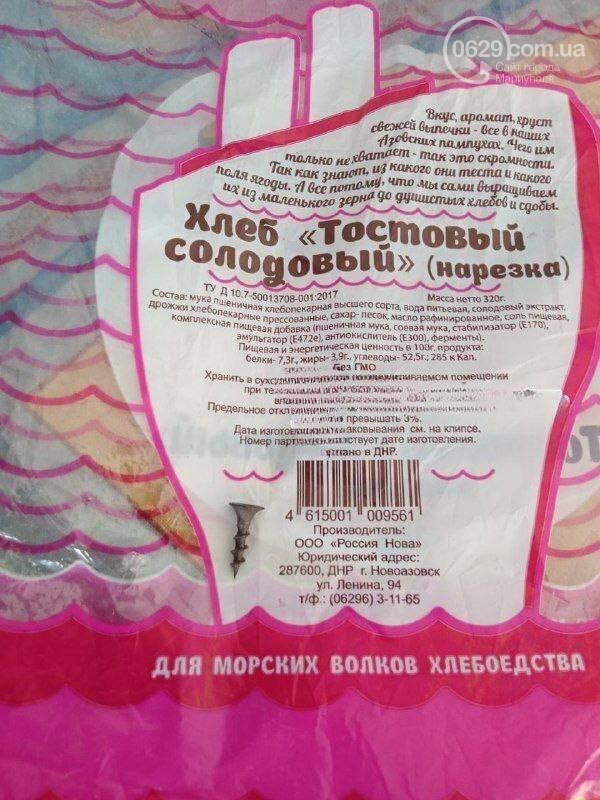 0629 com.ua
Сайт города
Мариуполя
Вкус, аромат, хруст
свежей выпечки - все в наших
Азовских пампухах. Чего им
только не хватает - так это скромности.
Так как знают, из какого они теста и какого
поля ягоды. А все потому, что мы сами выращиваем
их из маленького зерна до душистых хлебов и сдобы.
Хлеб «Тостовый
солодовый» (нарезка)
ТУ Д 10.7-50013708-001:2017 Масса нетто 320г.
Состав: мука пшеничная хлебопекарная высшего сорта, вода питьевая, солодовый экстракт,
дрожжи хлебопекарные прессованные, сахар- песок, масло рафинированное, соль пищевая,
комплексная пищевая добавка (пшеничная мука, соевая мука, стабилизатор (Е170),
эмульгатор (Е472е), антиокислитель (Е300), ферменты).
Пищевая и энергетическая ценность в 100г. продукта:
белки- 7,3г., жиры- 3,9г., углеводы- 52,5г.; 285 к Кал.
Без ГМО
Хранить в помещении
при
Предельное
превышать 3%.
Дата см. на клипсе.
Номер дате изготовления.
в ДНР.
4 615001 009561
Производитель:
ООО «Россия Нова»
Юридический адрес:
287600, ДНР г. Новоазовск
ул. Ленина, 94
т/ф.: (06296) 3-11-65
ДЛЯ МОРСКИХ ВОЛКОВ ХЛЕБОЕДСТВА